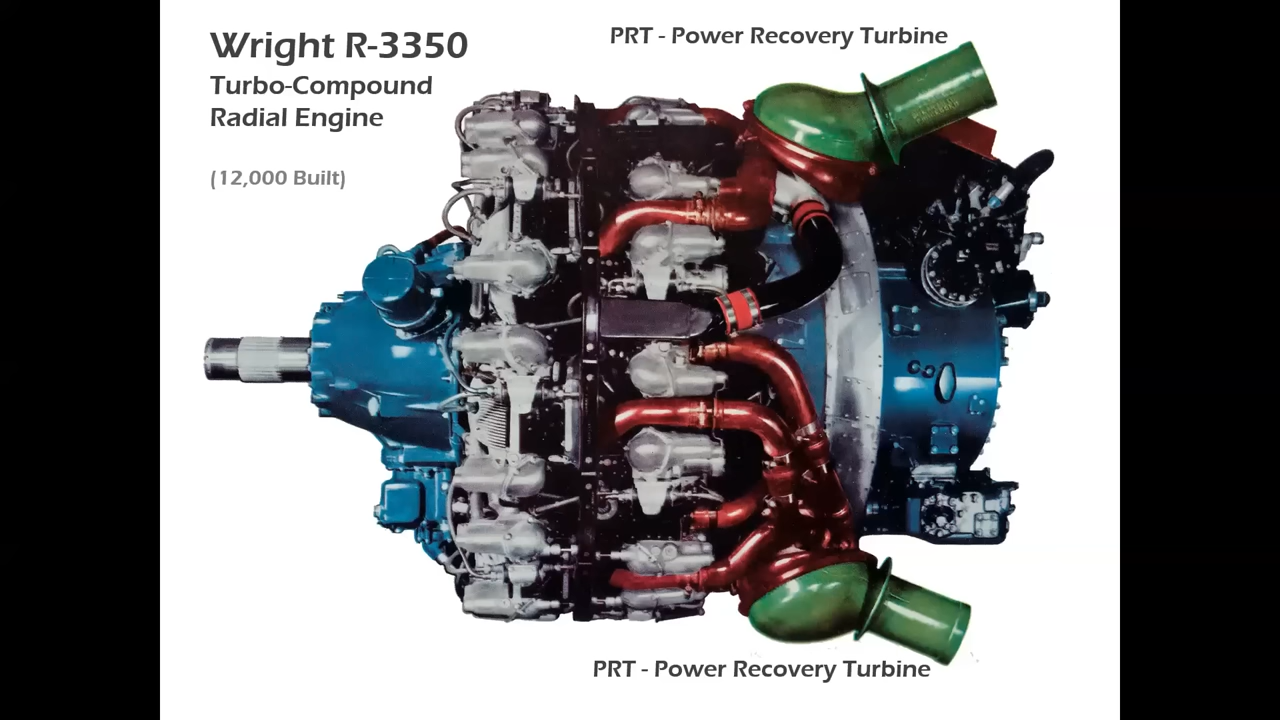 Wright R-3350
Turbo-Compound
Radial Engine
(12,000 Built)
PRT - Power Recovery Turbine
PRT - Power Recovery Turbine